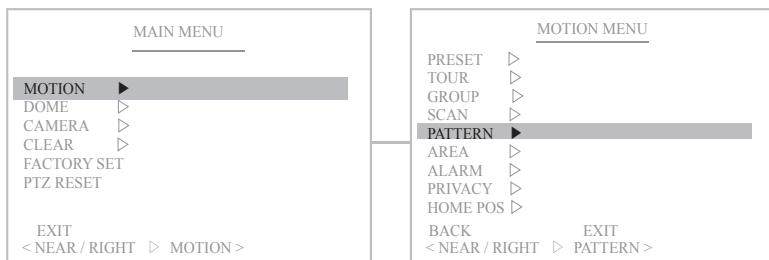 MAIN MENU
MOTION ▶
DOME ▷
CAMERA ▷
CLEAR ▷
FACTORY SET
PTZ RESET
EXIT
< NEAR / RIGHT ▷ MOTION >
MOTION MENU
PRESET ▷
TOUR ▷
GROUP ▷
SCAN ▷
PATTERN ▶
AREA ▷
ALARM ▷
PRIVACY ▷
HOME POS ▷
BACK EXIT
< NEAR / RIGHT ▷ PATTERN >